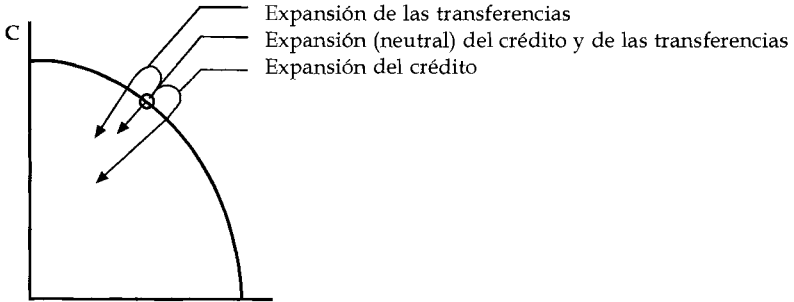 Expansión de las transferencias
Expansión (neutral) del crédito y de las transferencias
Expansión del crédito
C